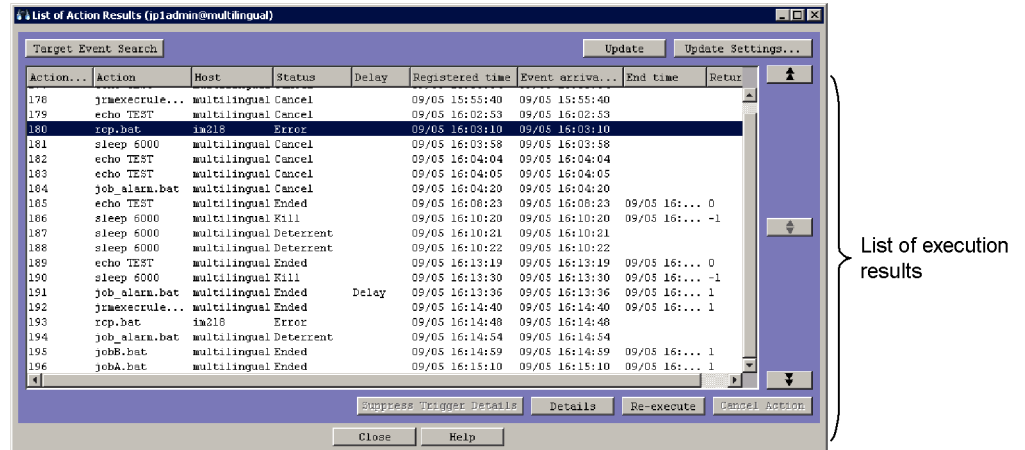 List of Action Results (jp1admin@multilingual)
Target Event Search Update Update Settings...
Action... Action Host Status Delay Registered time Event arriva... End time Retur
178 jrmexecrule... multilingual Cancel 09/05 15:55:40 09/05 15:55:40
179 echo TEST multilingual Cancel 09/05 16:02:53 09/05 16:02:53
180 rcp.bat im218 Error 09/05 16:03:10 09/05 16:03:10
181 sleep 6000 multilingual Cancel 09/05 16:03:58 09/05 16:03:58
182 echo TEST multilingual Cancel 09/05 16:04:04 09/05 16:04:04
183 echo TEST multilingual Cancel 09/05 16:04:05 09/05 16:04:05
184 job_alarm.bat multilingual Cancel 09/05 16:04:20 09/05 16:04:20
185 echo TEST multilingual Ended 09/05 16:08:23 09/05 16:08:23 09/05 16:... 0
186 sleep 6000 multilingual Kill 09/05 16:10:20 09/05 16:10:20 09/05 16:... -1
187 sleep 6000 multilingual Deterrent 09/05 16:10:21 09/05 16:10:21
188 sleep 6000 multilingual Deterrent 09/05 16:10:22 09/05 16:10:22
189 echo TEST multilingual Ended 09/05 16:13:19 09/05 16:13:19 09/05 16:... 0
190 sleep 6000 multilingual Kill 09/05 16:13:30 09/05 16:13:30 09/05 16:... -1
191 job_alarm.bat multilingual Ended Delay 09/05 16:13:36 09/05 16:13:36 09/05 16:... 1
192 jrmexecrule... multilingual Ended 09/05 16:14:40 09/05 16:14:40 09/05 16:... 1
193 rcp.bat im218 Error 09/05 16:14:48 09/05 16:14:48
194 job_alarm.bat multilingual Deterrent 09/05 16:14:54 09/05 16:14:54
195 jobB.bat multilingual Ended 09/05 16:14:59 09/05 16:14:59 09/05 16:... 1
196 jobA.bat multilingual Ended 09/05 16:15:10 09/05 16:15:10 09/05 16:... 1
Suppress Trigger Details Details Re-execute Cancel Action
Close Help
List of execution
results